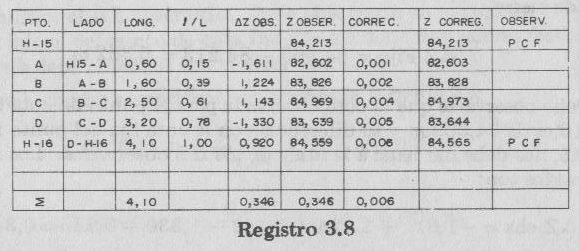 PTO. LADO LONG. l/L ΔZ OBS. Z OBSER. CORREC. Z CORREG. OBSERV.
H-15 84,213 84,213 P C F
A H15-A 0,60 0,15 -1,611 82,602 0,001 82,603
B A-B 1,60 0,39 1,224 83,826 0,002 83,828
C B-C 2,50 0,61 1,143 84,969 0,004 84,973
D C-D 3,20 0,78 -1,330 83,639 0,005 83,644
H-16 D-H-16 4,10 1,00 0,920 84,559 0,006 84,565 P C F
Σ 4,10 0,346 0,346 0,006
Registro 3.8